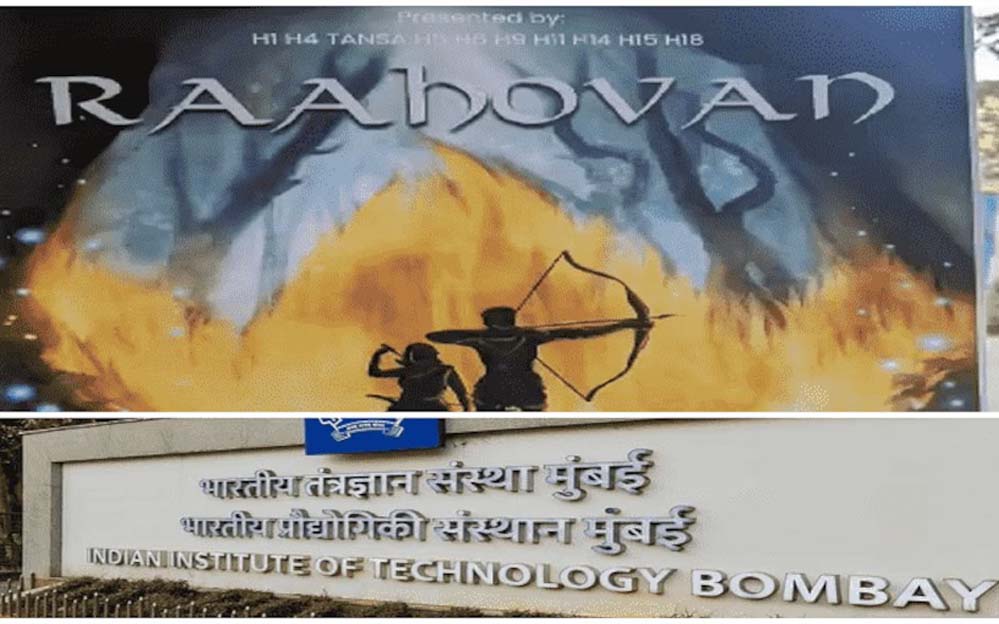 Presented by:
H1 H4 TANSA H5 H6 H9 H11 H14 H15 H18
RAAHOVAN
भारतीय तंत्रज्ञान संस्था मुंबई
भारतीय प्रौद्योगिकी संस्थान मुंबई
INDIAN INSTITUTE OF TECHNOLOGY BOMBAY